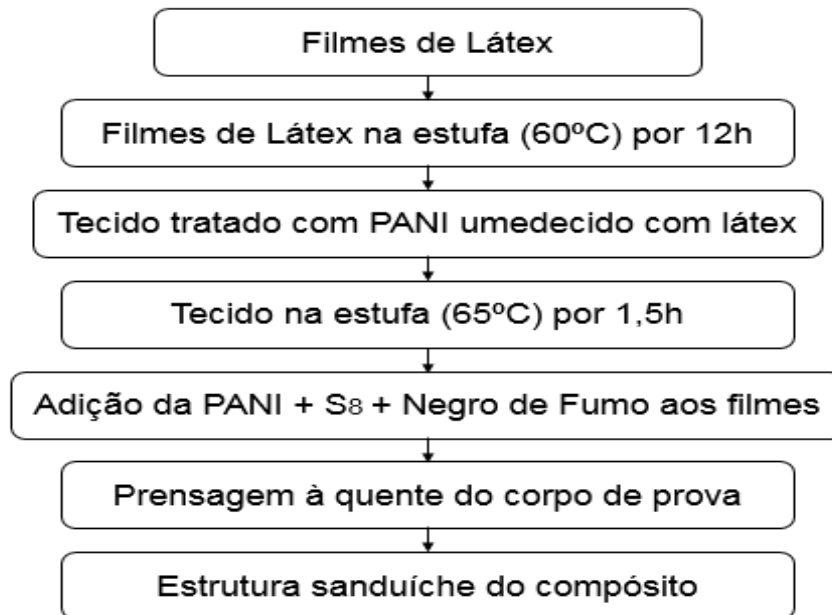 Filmes de Látex
Filmes de Látex na estufa (60ºC) por 12h
Tecido tratado com PANI umedecido com látex
Tecido na estufa (65ºC) por 1,5h
Adição da PANI + S8 + Negro de Fumo aos filmes
Prensagem à quente do corpo de prova
Estrutura sanduíche do compósito